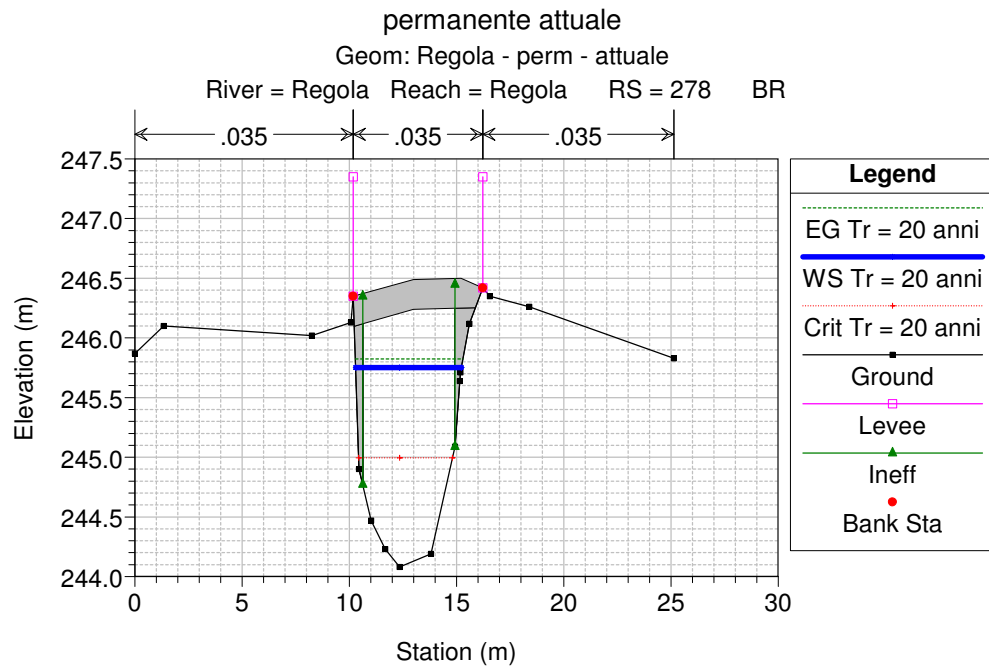 permanente attuale
Geom: Regola - perm - attuale
River = Regola Reach = Regola RS = 278 BR
.035 .035 .035
247.5
247.0
246.5
246.0
245.5
245.0
244.5
244.0
Elevation (m)
0 5 10 15 20 25 30
Station (m)
Legend
EG Tr = 20 anni
WS Tr = 20 anni
Crit Tr = 20 anni
Ground
Levee
Ineff
Bank Sta